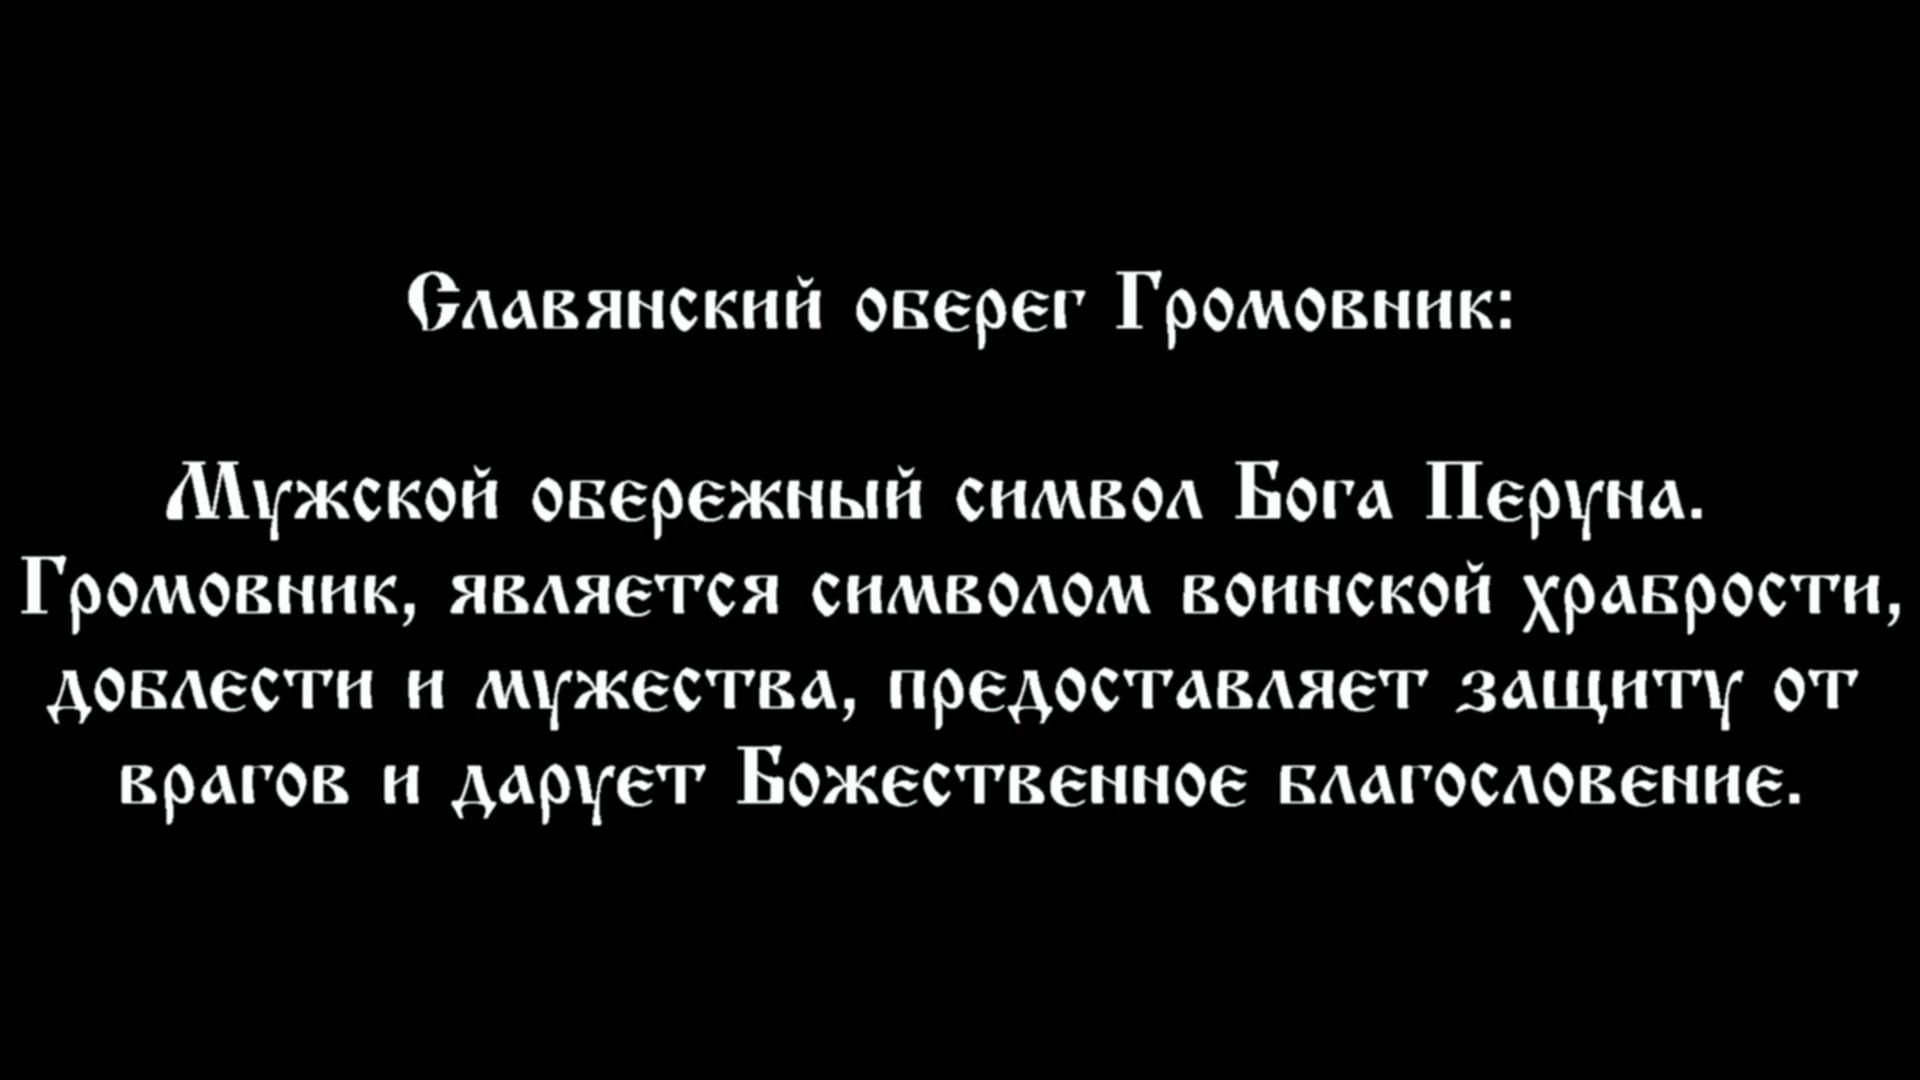 Славянский оберег Громовник:
Мужской обережный символ Бога Перуна.
Громовник, является символом воинской храбрости,
доблести и мужества, предоставляет защиту от
врагов и дарует Божественное благословение.